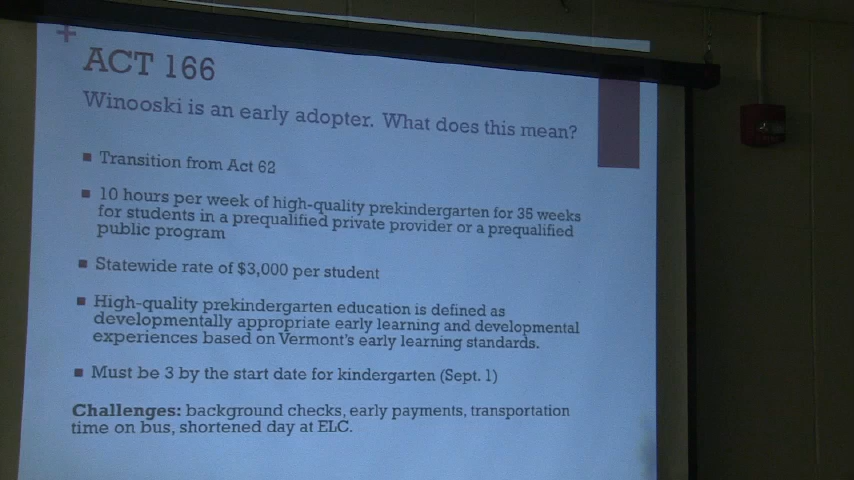 +
ACT 166
Winooski is an early adopter. What does this mean?
▪ Transition from Act 62
▪ 10 hours per week of high-quality prekindergarten for 35 weeks
for students in a prequalified private provider or a prequalified
public program
▪ Statewide rate of $3,000 per student
▪ High-quality prekindergarten education is defined as
developmentally appropriate early learning and developmental
experiences based on Vermont's early learning standards.
▪ Must be 3 by the start date for kindergarten (Sept. 1)
Challenges: background checks, early payments, transportation
time on bus, shortened day at ELC.